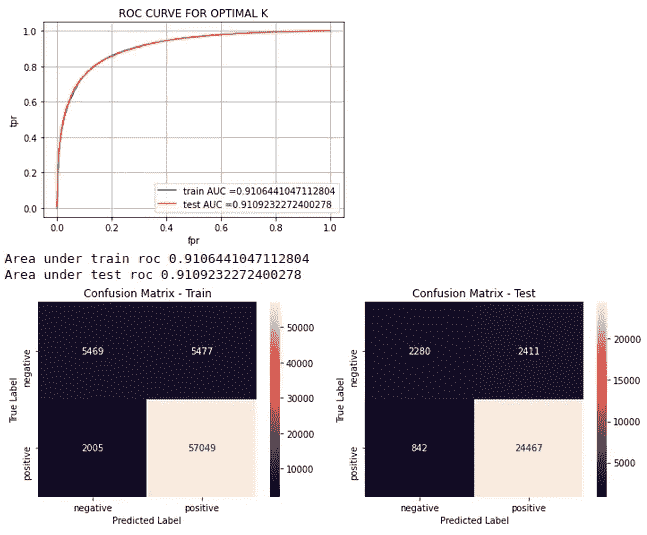 ROC CURVE FOR OPTIMAL K
1.0
0.8
0.6
0.4
0.2
0.0
tpr
train AUC =0.9106441047112804
test AUC =0.9109232272400278
0.0 0.2 0.4 0.6 0.8 1.0
fpr
Area under train roc 0.9106441047112804
Area under test roc 0.9109232272400278
Confusion Matrix - Train
True Label
negative
positive
5469 5477
2005 57049
negative positive
Predicted Label
50000
40000
30000
20000
10000
Confusion Matrix - Test
True Label
negative
positive
2280 2411
842 24467
negative positive
Predicted Label
20000
15000
10000
5000